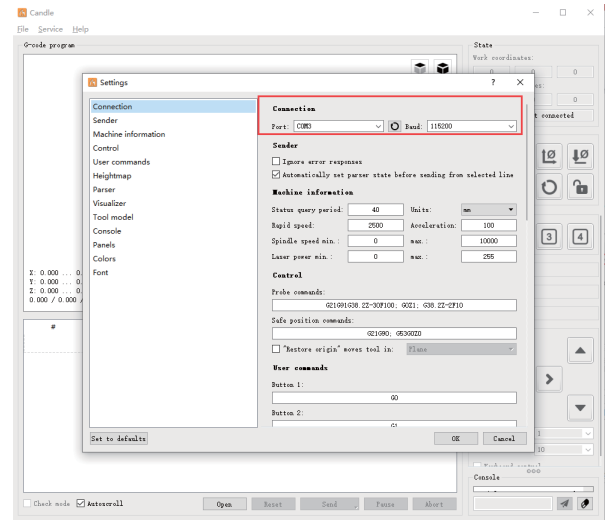 Candle
File Service Help
G-code program
State
Work coordinates:
0 0 0
0
t connected
Settings
?
Connection
Sender
Machine information
Control
User commands
Heightmap
Parser
Visualizer
Tool model
Console
Panels
Colors
Font
Connection
Port: COM3 Baud: 115200
Sender
Ignore error responses
Automatically set parser state before sending from selected line
Machine information
Status query period: 40 Units: mm
Rapid speed: 2500 Acceleration: 100
Spindle speed min.: 0 max.: 10000
Laser power min.: 0 max.: 255
Control
Probe commands:
G21G91G38.2Z-30F100; G0Z1; G38.2Z-2F10
Safe position commands:
G21G90; G53G0Z0
"Restore origin" moves tool in: Plane
User commands
Button 1:
G0
Button 2:
G1
Set to defaults
OK Cancel
X: 0.000 ... 0.
Y: 0.000 ... 0.
Z: 0.000 ... 0.
0.000 / 0.000 /
#
3 4
1
10
Console
Check mode Autoscroll Open Reset Send Pause Abort